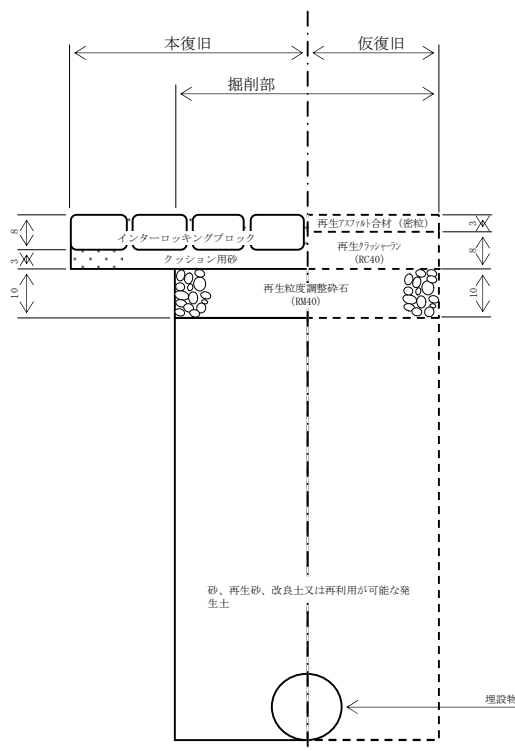 本復旧
仮復旧
掘削部
再生アスファルト合材（密粒）
3
8
インターロッキングブロック
再生クラッシャーラン
(RC40)
8
3
クッション用砂
再生粒度調整砕石
(RM40)
10
10
砂、再生砂、改良土又は再利用が可能な発
生土
埋設物